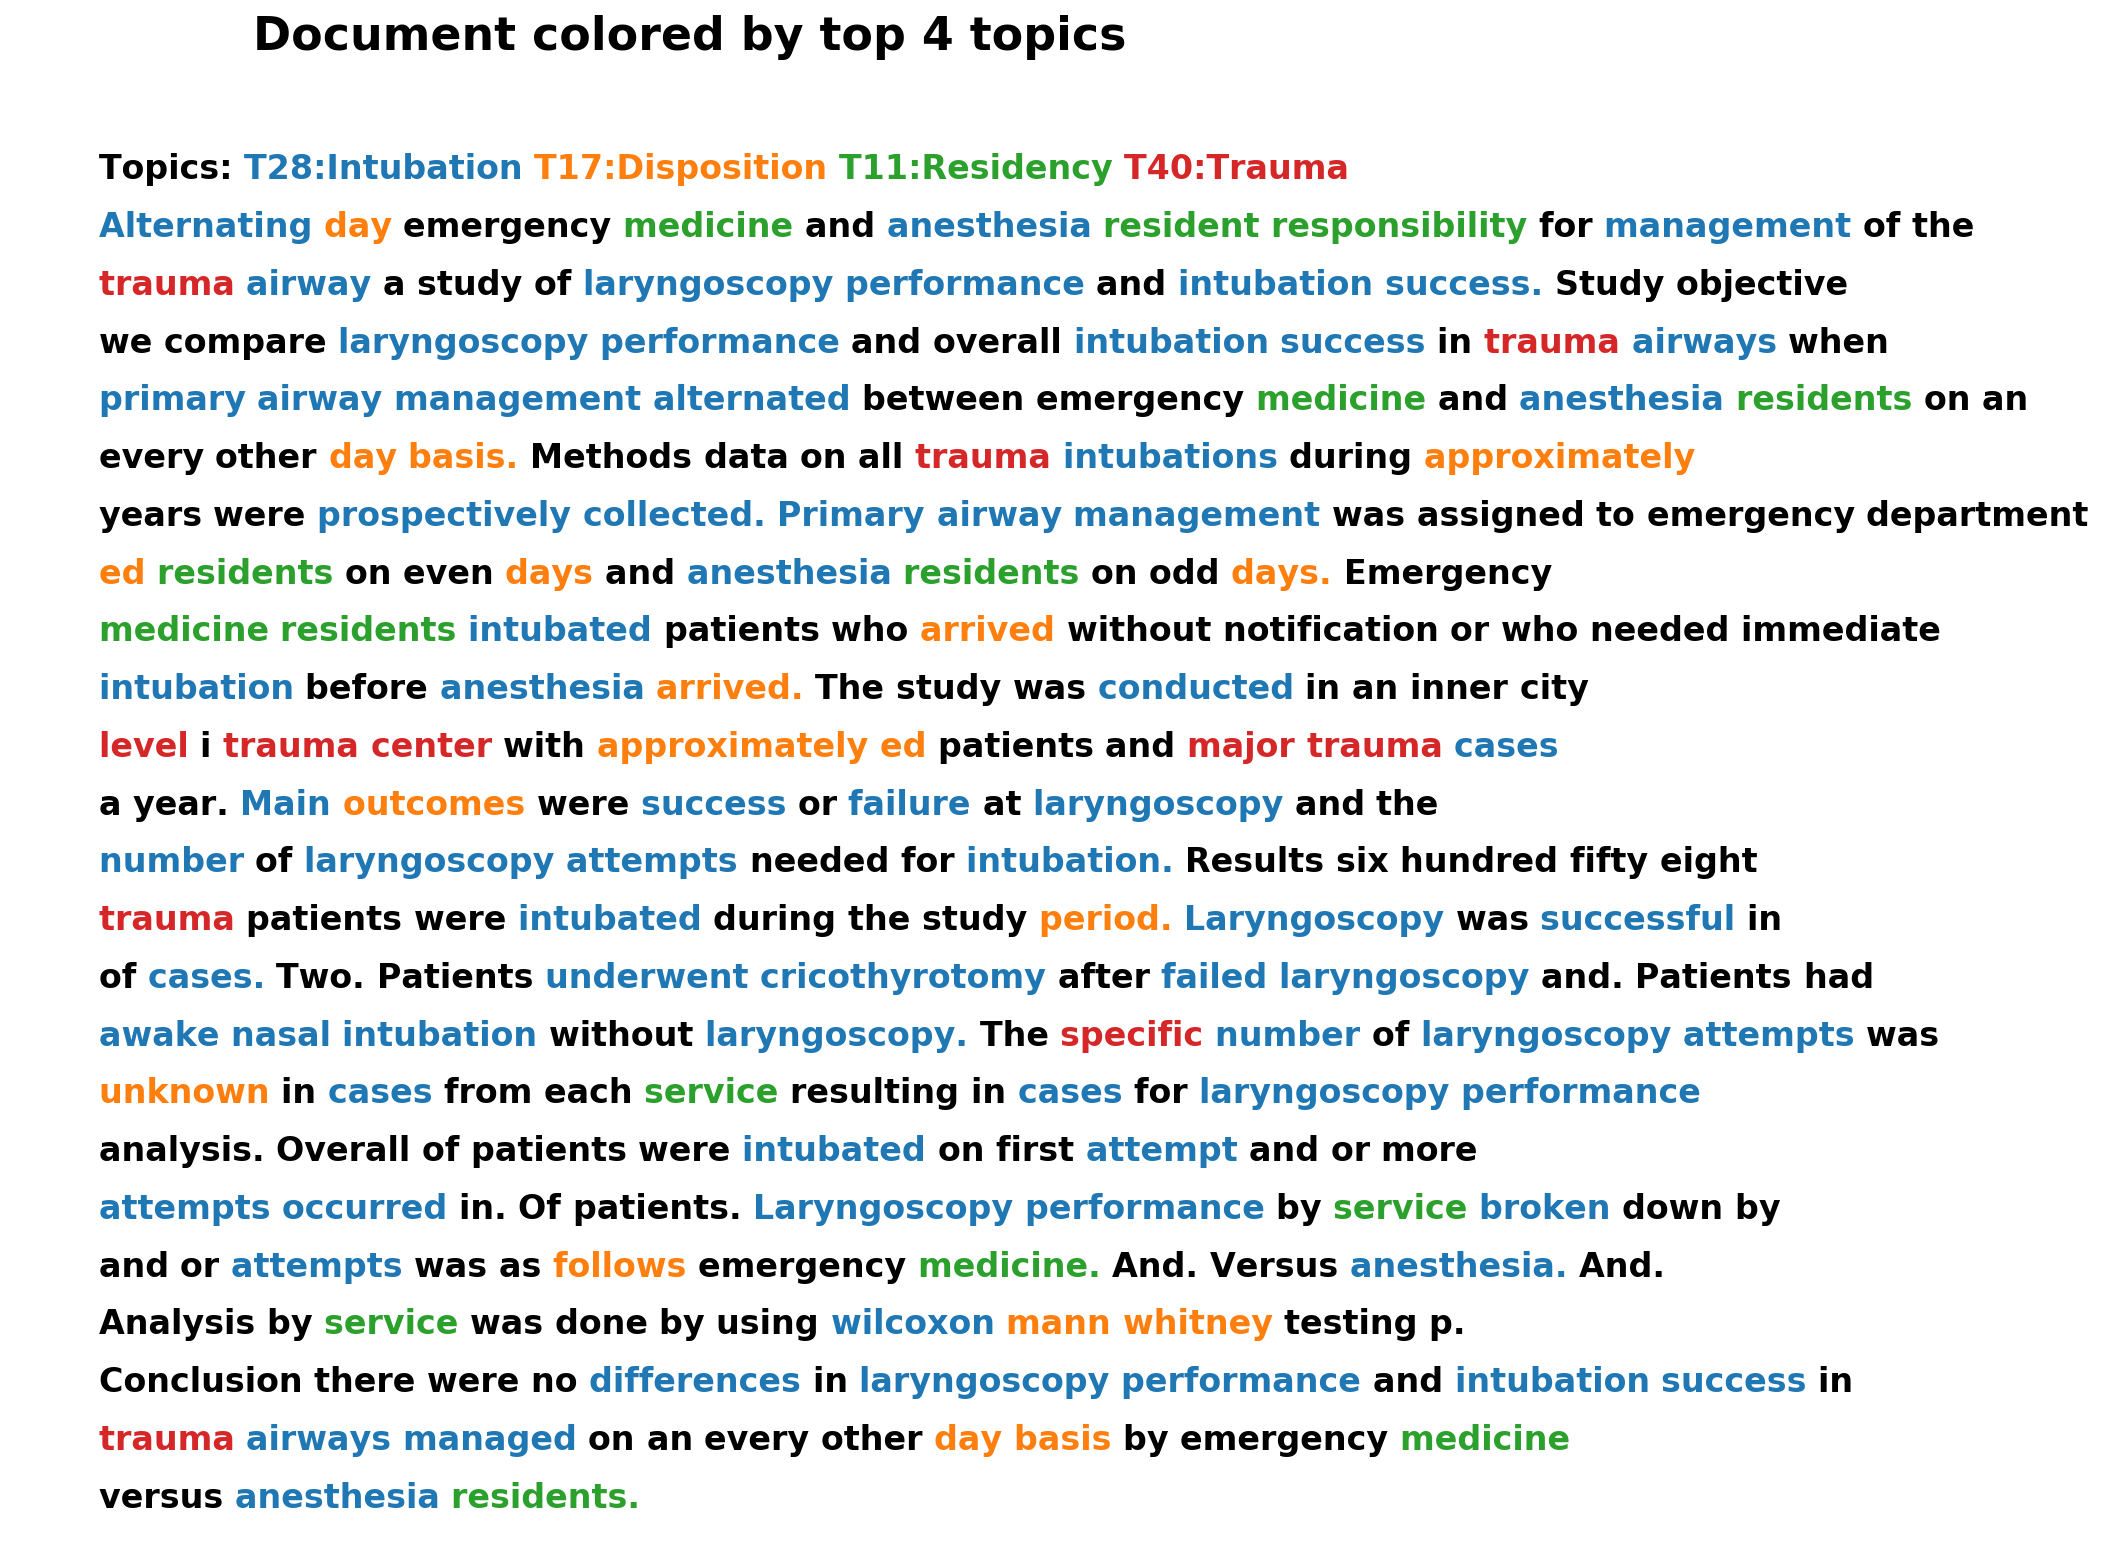 Document colored by top 4 topics
Topics: T28:Intubation T17:Disposition T11:Residency T40:Trauma
Alternating day emergency medicine and anesthesia resident responsibility for management of the
trauma airway a study of laryngoscopy performance and intubation success. Study objective
we compare laryngoscopy performance and overall intubation success in trauma airways when
primary airway management alternated between emergency medicine and anesthesia residents on an
every other day basis. Methods data on all trauma intubations during approximately
years were prospectively collected. Primary airway management was assigned to emergency department
ed residents on even days and anesthesia residents on odd days. Emergency
medicine residents intubated patients who arrived without notification or who needed immediate
intubation before anesthesia arrived. The study was conducted in an inner city
level i trauma center with approximately ed patients and major trauma cases
a year. Main outcomes were success or failure at laryngoscopy and the
number of laryngoscopy attempts needed for intubation. Results six hundred fifty eight
trauma patients were intubated during the study period. Laryngoscopy was successful in
of cases. Two. Patients underwent cricothyrotomy after failed laryngoscopy and. Patients had
awake nasal intubation without laryngoscopy. The specific number of laryngoscopy attempts was
unknown in cases from each service resulting in cases for laryngoscopy performance
analysis. Overall of patients were intubated on first attempt and or more
attempts occurred in. Of patients. Laryngoscopy performance by service broken down by
and or attempts was as follows emergency medicine. And. Versus anesthesia. And.
Analysis by service was done by using wilcoxon mann whitney testing p.
Conclusion there were no differences in laryngoscopy performance and intubation success in
trauma airways managed on an every other day basis by emergency medicine
versus anesthesia residents.